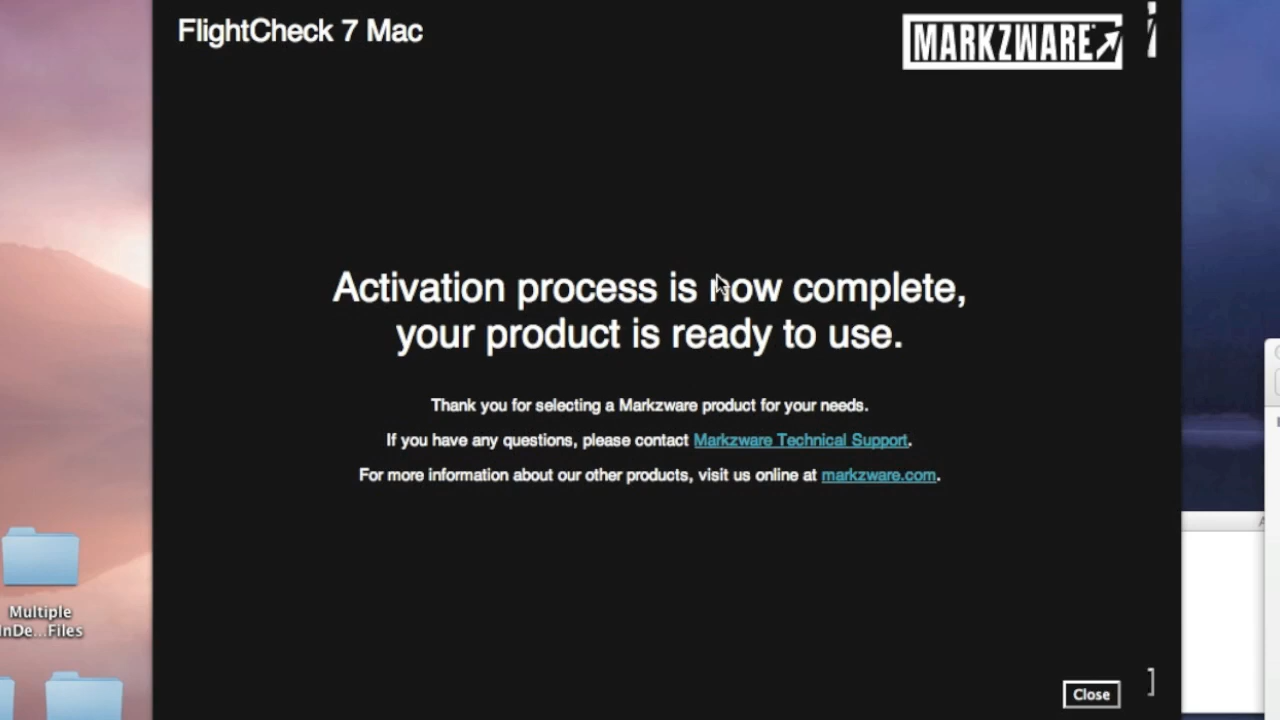 FlightCheck 7 Mac
MARKZWARE
Activation process is now complete,
your product is ready to use.
Thank you for selecting a Markzware product for your needs.
If you have any questions, please contact Markzware Technical Support.
For more information about our other products, visit us online at markzware.com.
Multiple
InDe...Files
Close